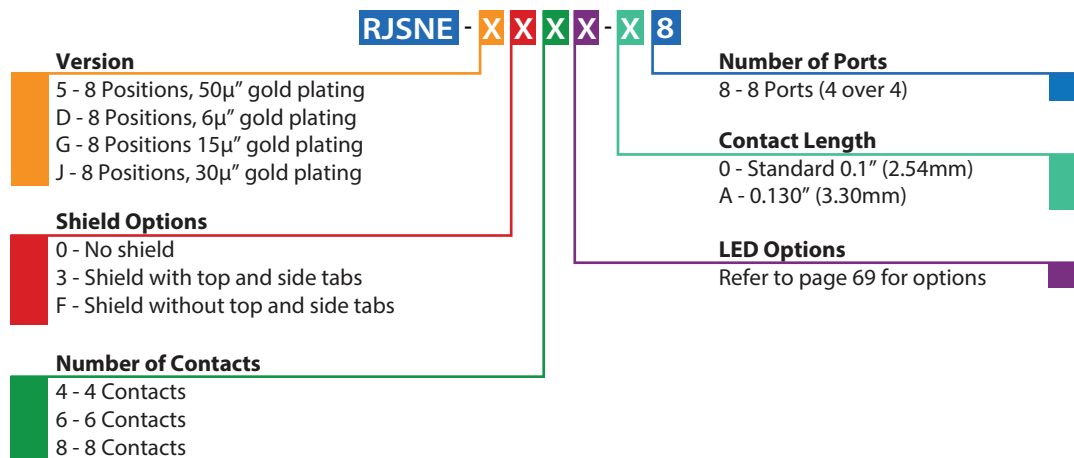 RJSNE - X X X X - X 8
Version
5 - 8 Positions, 50µ” gold plating
D - 8 Positions, 6µ” gold plating
G - 8 Positions 15µ” gold plating
J - 8 Positions, 30µ” gold plating
Shield Options
0 - No shield
3 - Shield with top and side tabs
F - Shield without top and side tabs
Number of Contacts
4 - 4 Contacts
6 - 6 Contacts
8 - 8 Contacts
Number of Ports
8 - 8 Ports (4 over 4)
Contact Length
0 - Standard 0.1” (2.54mm)
A - 0.130” (3.30mm)
LED Options
Refer to page 69 for options